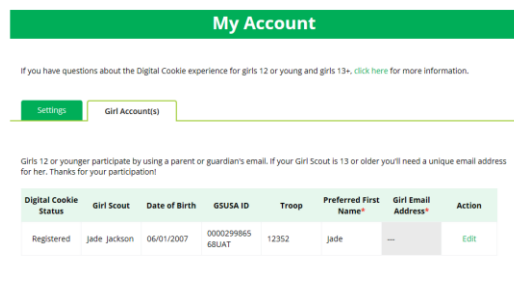 My Account
If you have questions about the Digital Cookie experience for girls 12 or young and girls 13+, click here for more information.
Settings
Girl Account(s)
Girls 12 or younger participate by using a parent or guardian's email. If your Girl Scout is 13 or older you'll need a unique email address
for her. Thanks for your participation!
Digital Cookie Status Girl Scout Date of Birth GSUSA ID Troop Preferred First Name* Girl Email Address* Action
Registered Jade Jackson 06/01/2007 0000299865 68UAT 12352 Jade --- Edit